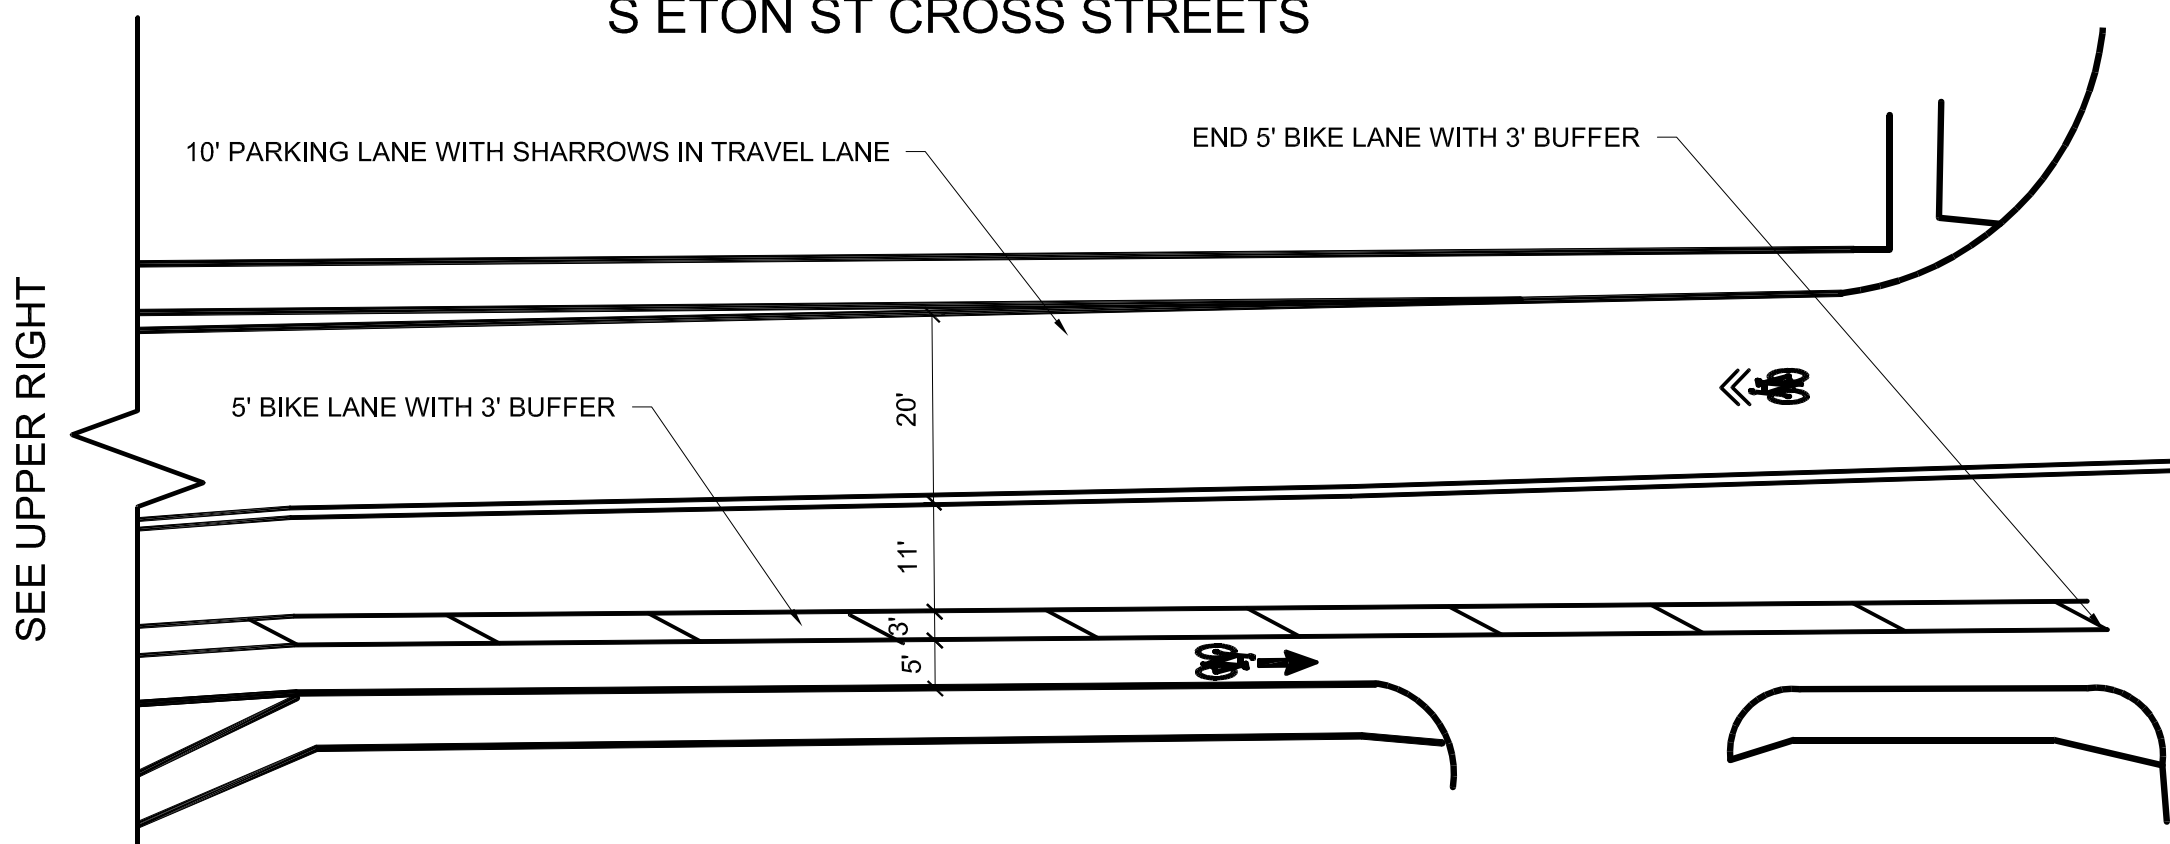 S ETON ST CROSS STREETS
10' PARKING LANE WITH SHARROWS IN TRAVEL LANE
END 5' BIKE LANE WITH 3' BUFFER
SEE UPPER RIGHT
5' BIKE LANE WITH 3' BUFFER
20'
11'
3'
5'